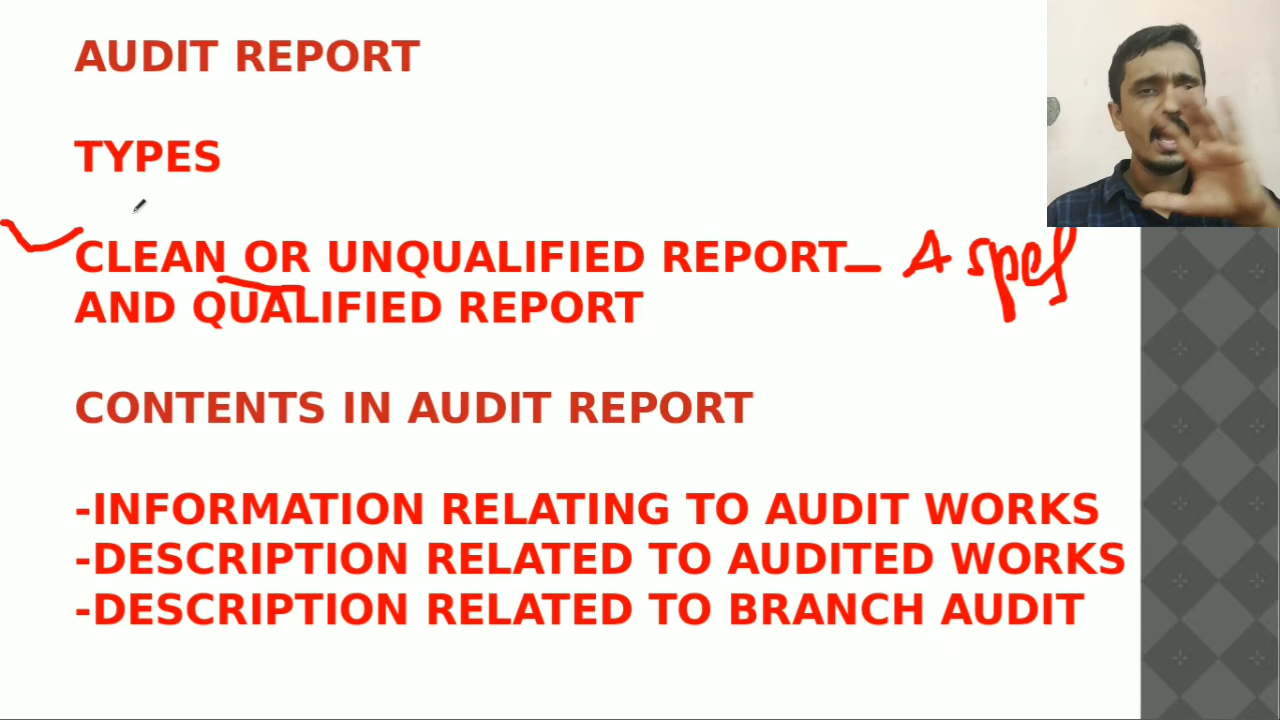 AUDIT REPORT
TYPES
CLEAN OR UNQUALIFIED REPORT
AND QUALIFIED REPORT
CONTENTS IN AUDIT REPORT
-INFORMATION RELATING TO AUDIT WORKS
-DESCRIPTION RELATED TO AUDITED WORKS
-DESCRIPTION RELATED TO BRANCH AUDIT